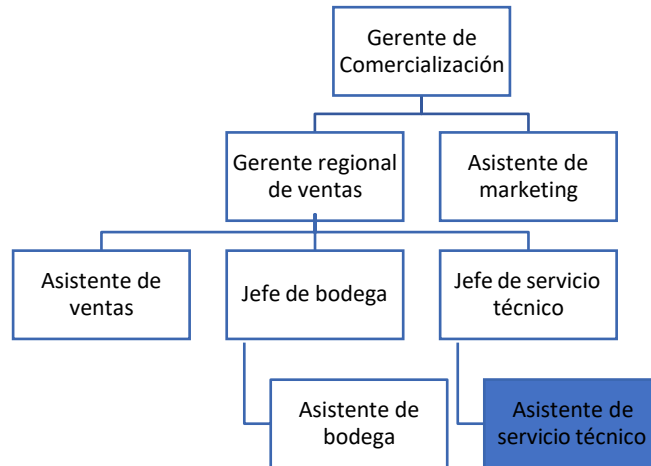 Gerente de
Comercialización
Gerente regional
de ventas
Asistente de
marketing
Asistente de
ventas
Jefe de bodega
Jefe de servicio
técnico
Asistente de
bodega
Asistente de
servicio técnico